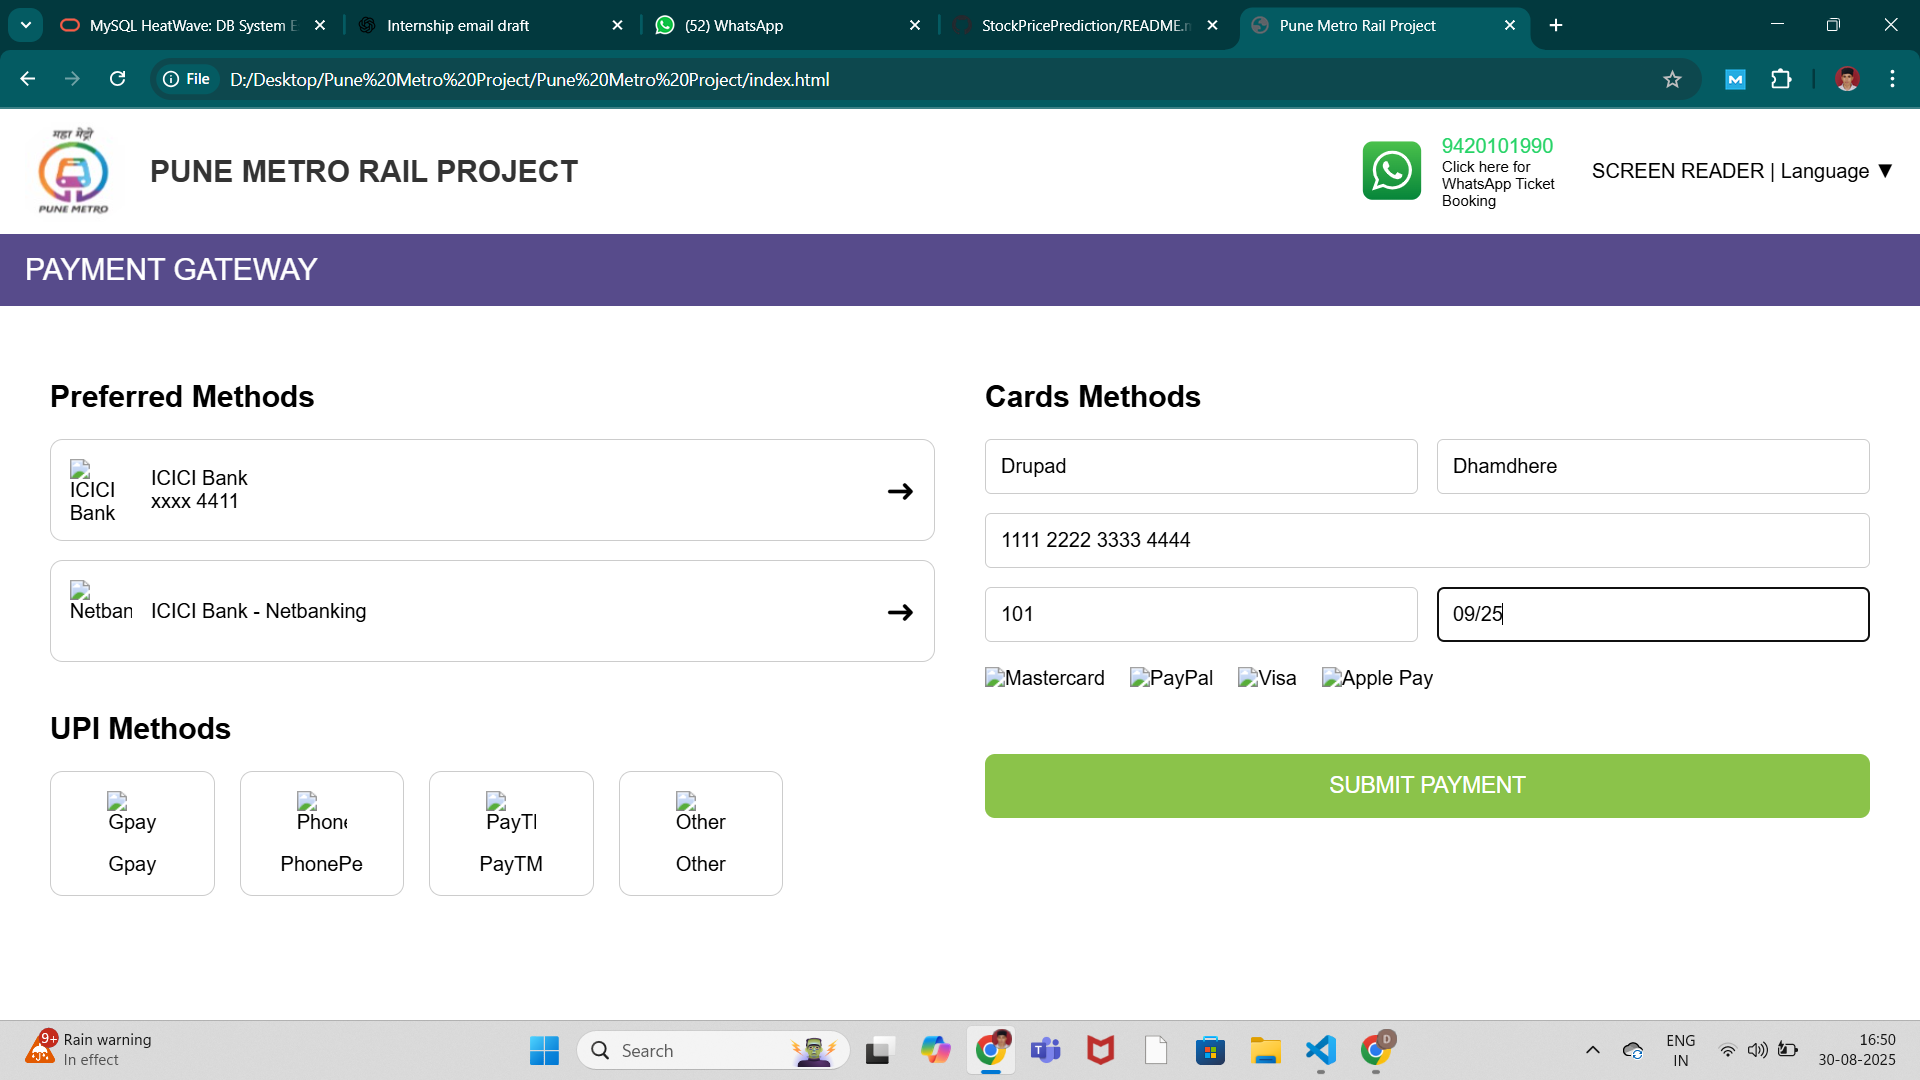 MySQL HeatWave: DB System E
Internship email draft
(52) WhatsApp
StockPricePrediction/README.m
Pune Metro Rail Project
File
D:/Desktop/Pune%20Metro%20Project/Pune%20Metro%20Project/index.html
महा मेट्रो
PUNE METRO
PUNE METRO RAIL PROJECT
9420101990
Click here for
WhatsApp Ticket
Booking
SCREEN READER | Language ▼
PAYMENT GATEWAY
Preferred Methods
ICICI
Bank
ICICI Bank
xxxx 4411
Netban
ICICI Bank - Netbanking
UPI Methods
Gpay
Gpay
Phone
PhonePe
PayT
PayTM
Other
Other
Cards Methods
Drupad
Dhamdhere
1111 2222 3333 4444
101
09/25
Mastercard
PayPal
Visa
Apple Pay
SUBMIT PAYMENT
9+
Rain warning
In effect
Search
D
ENG
IN
16:50
30-08-2025